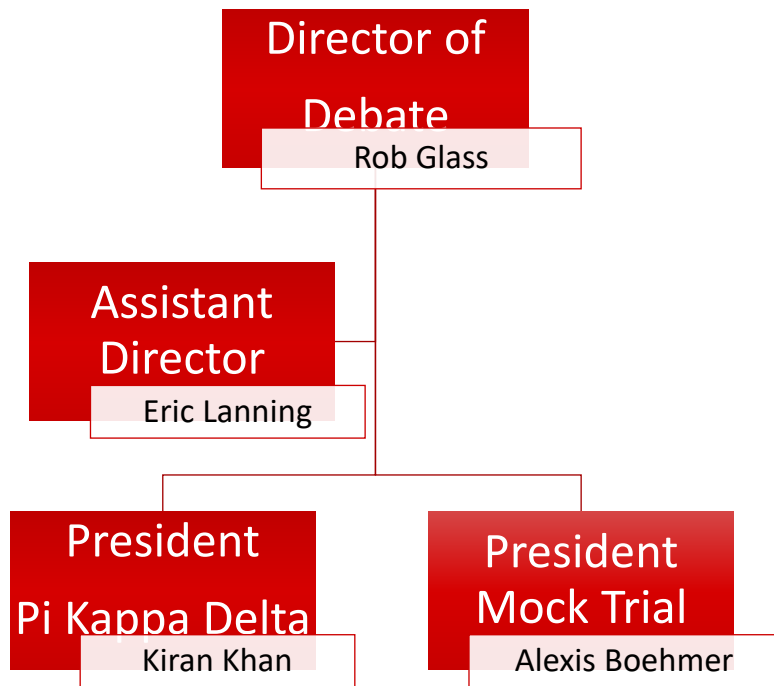 Director of
Debate
Rob Glass
Assistant
Director
Eric Lanning
President
Pi Kappa Delta
Kiran Khan
President
Mock Trial
Alexis Boehmer